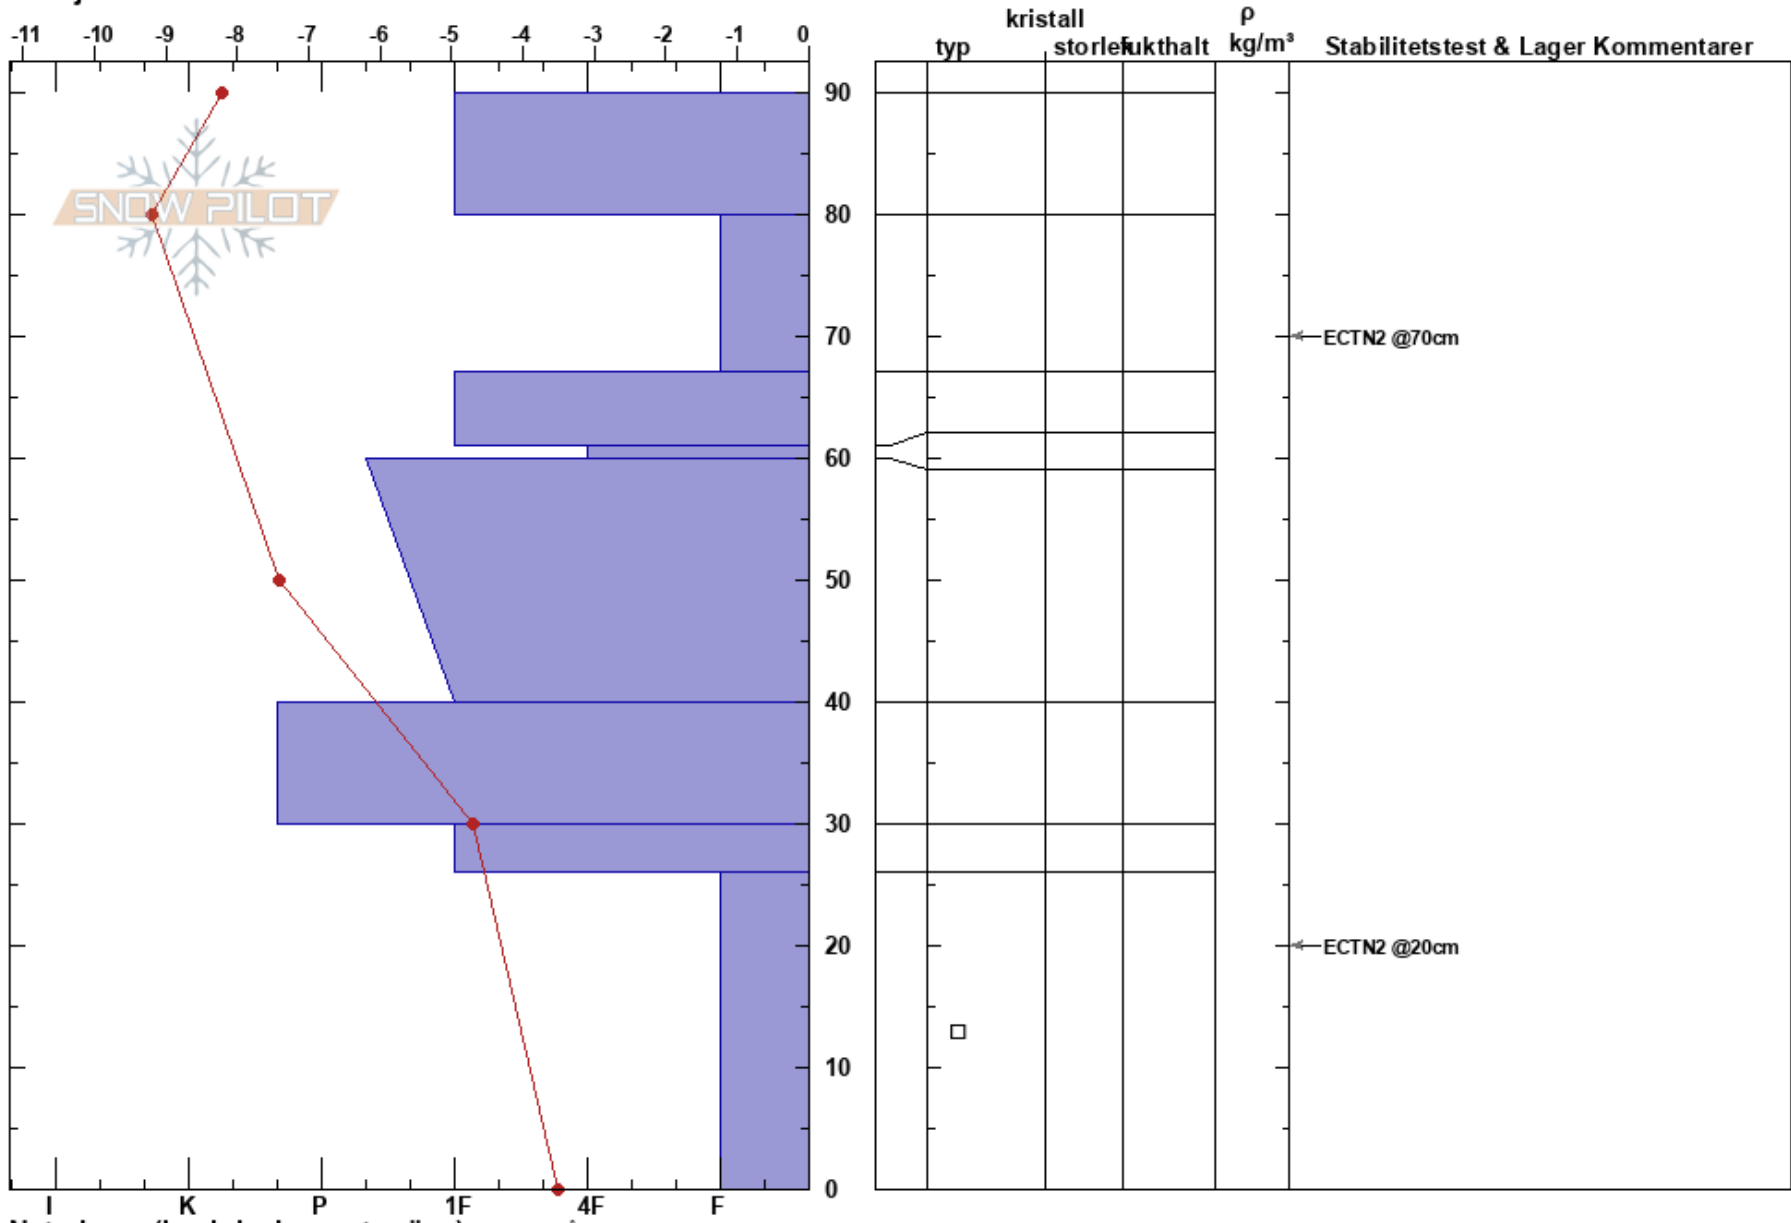 -11 -10 -9 -8 -7 -6 -5 -4 -3 -2 -1 0
kristall
typ storlek fukthalt
ρ
kg/m³
Stabilitetstest & Lager Kommentarer
SNOW PILOT
90
80
70
ECTN2 @70cm
60
50
40
30
20
ECTN2 @20cm
10
0
I K P 1F 4F F